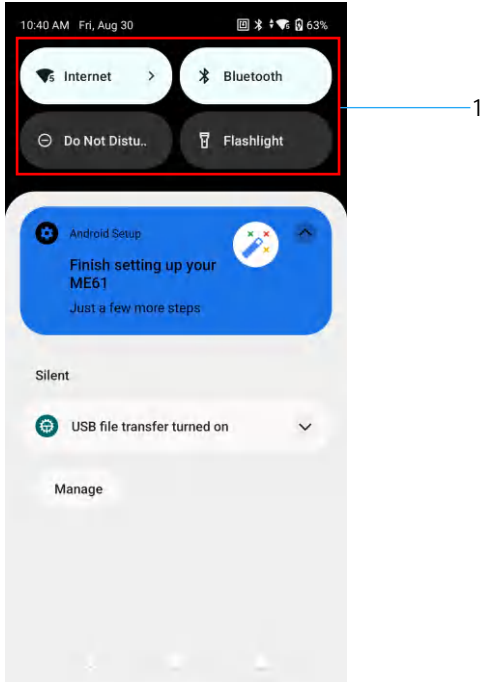 10:40 AM Fri, Aug 30 63%
Internet
Bluetooth
Do Not Distu..
Flashlight
1
Android Setup
Finish setting up your
ME61
Just a few more steps
Silent
USB file transfer turned on
Manage